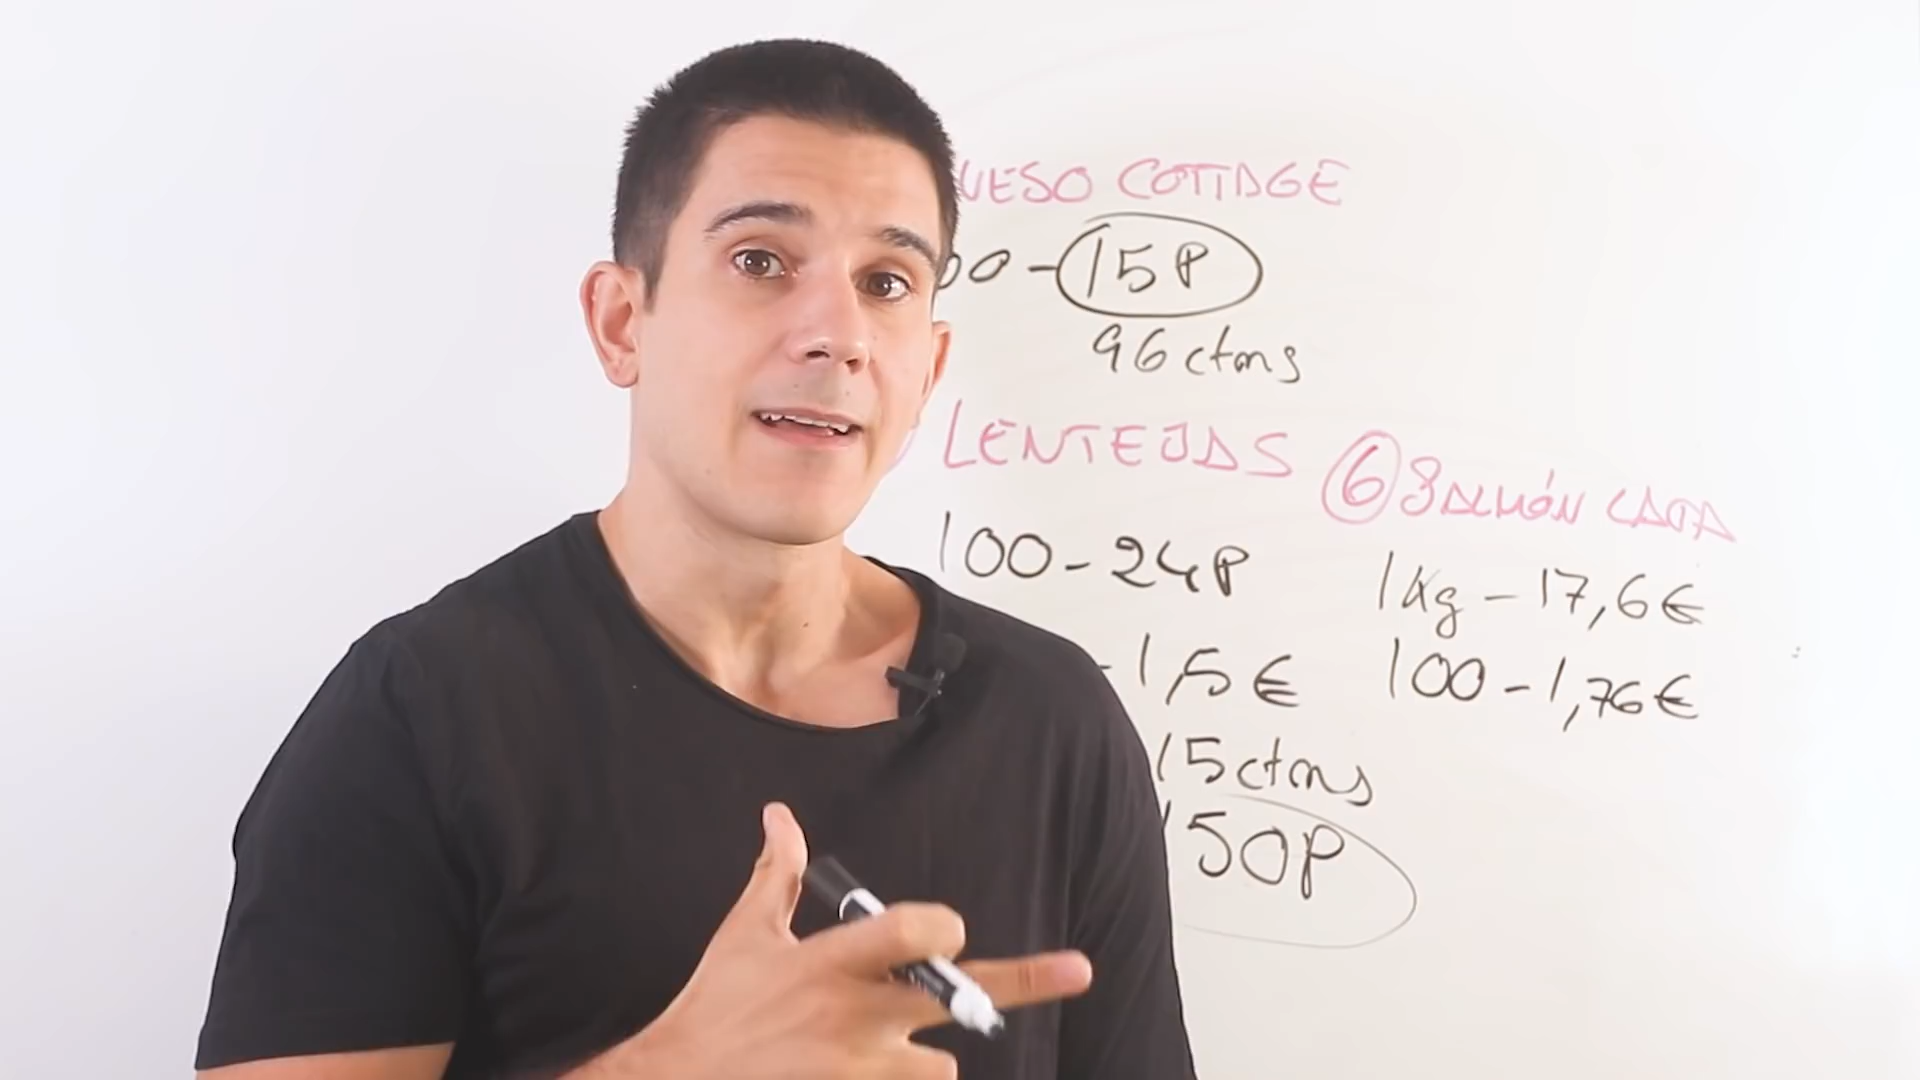 UESO COTTAGE
00-15P
96 ctms
LENTEJAS
100-24P
-1,5€
15 ctms
150P
6 SALMÓN LATA
1Kg-17,6€
100-1,76€